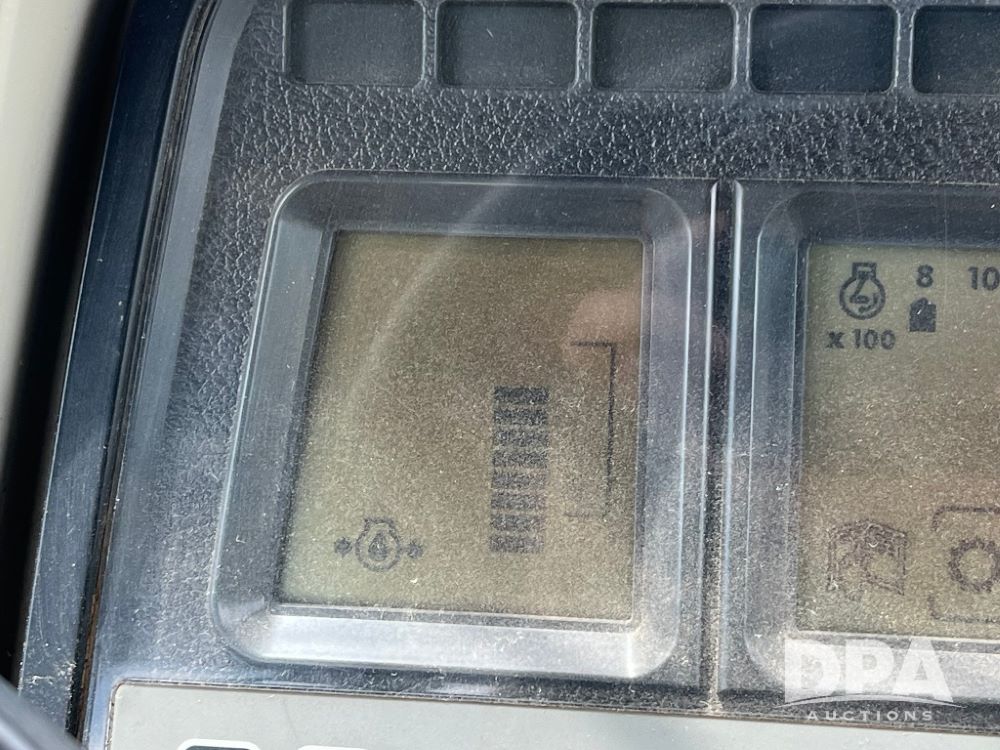 8 10
x 100
DPA
AUCTIONS